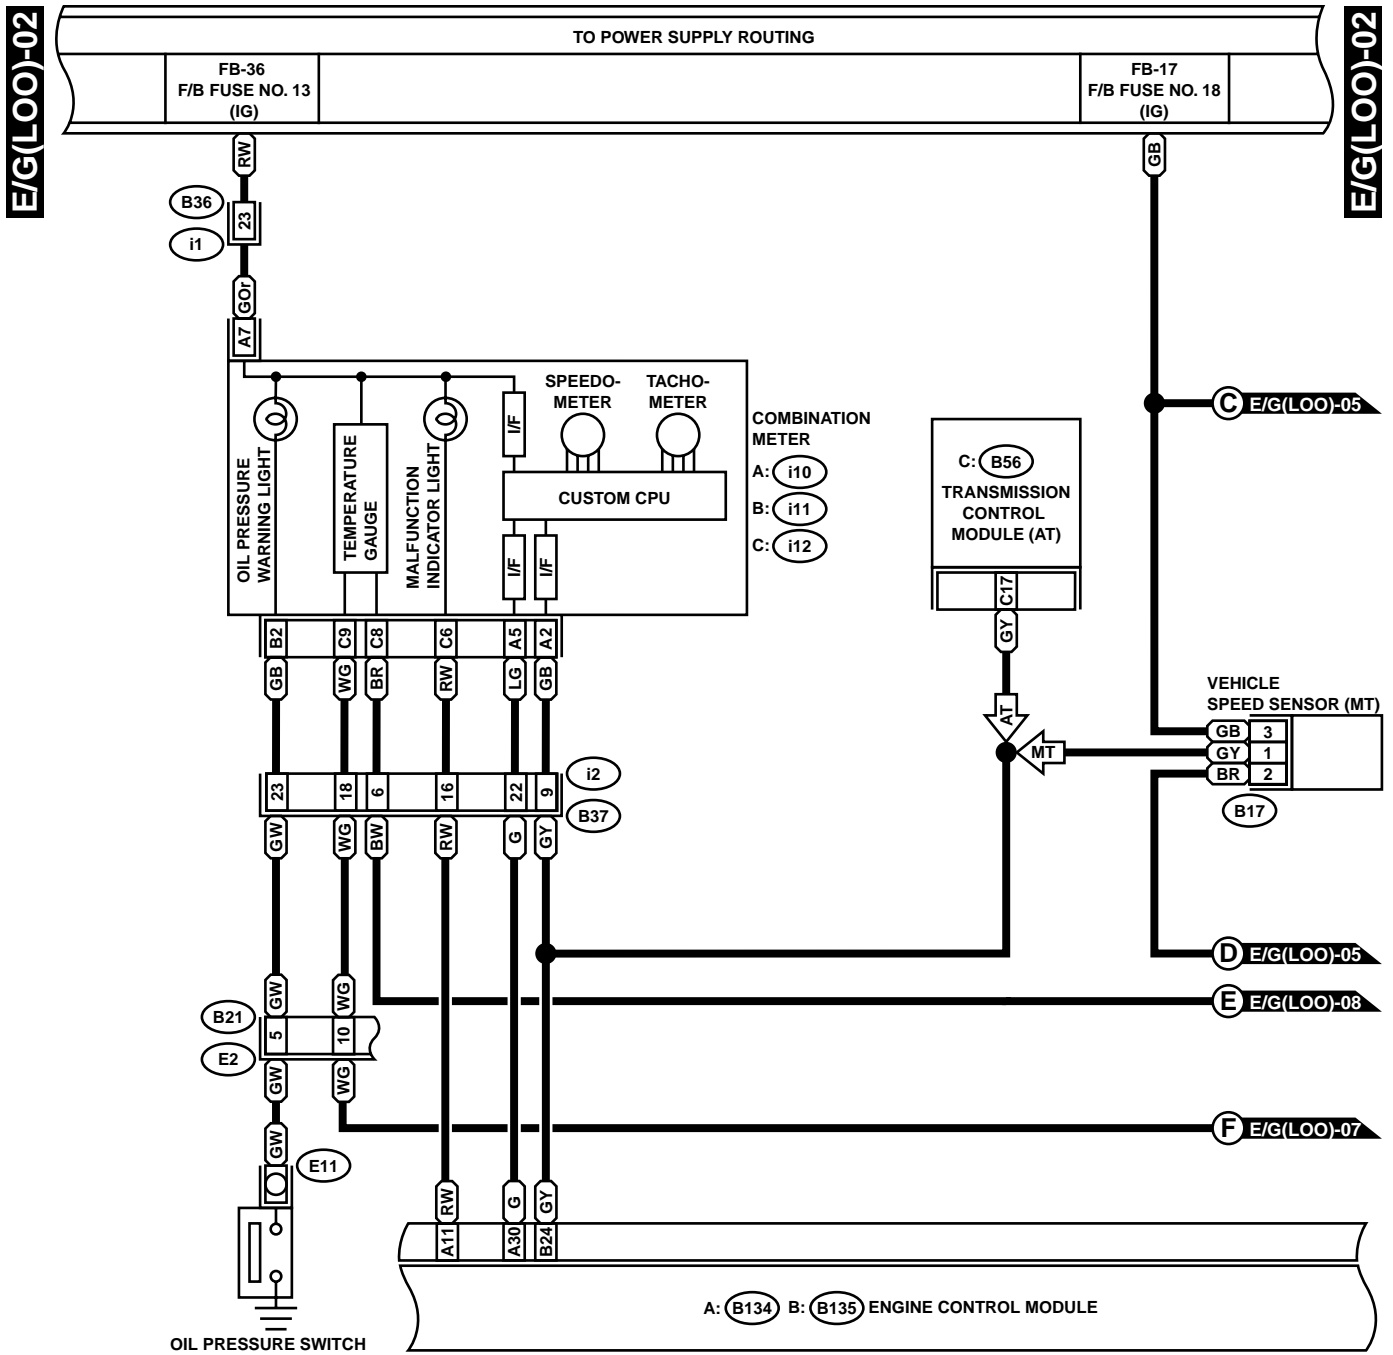 E/G(LOO)-02
E/G(LOO)-02
TO POWER SUPPLY ROUTING
FB-36
F/B FUSE NO. 13
(IG)
FB-17
F/B FUSE NO. 18
(IG)
RW
GB
B36
23
i1
GOr
A7
C E/G(LOO)-05
OIL PRESSURE
WARNING LIGHT
TEMPERATURE
GAUGE
MALFUNCTION
INDICATOR LIGHT
I/F
SPEEDO-
METER
TACHO-
METER
CUSTOM CPU
I/F
I/F
COMBINATION
METER
A: i10
B: i11
C: i12
C: B56
TRANSMISSION
CONTROL
MODULE (AT)
C17
GY
AT
MT
B2
C9
C8
C6
A5
A2
GB
WG
BR
RW
LG
GB
VEHICLE
SPEED SENSOR (MT)
GB 3
GY 1
BR 2
B17
23
18
6
16
22
9
i2
B37
GW
WG
BW
RW
G
GY
D E/G(LOO)-05
GW
WG
E E/G(LOO)-08
B21
5
10
E2
GW
WG
F E/G(LOO)-07
GW
E11
RW
G
GY
A11
A30
B24
A: B134 B: B135 ENGINE CONTROL MODULE
OIL PRESSURE SWITCH